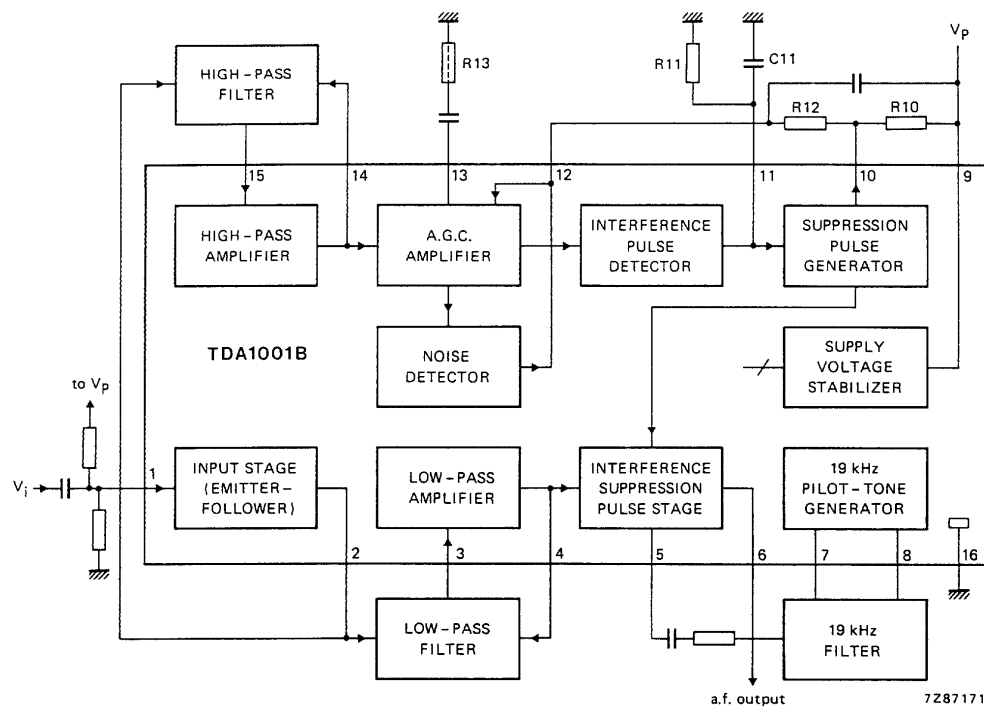 R13
R11
C11
Vp
HIGH-PASS
FILTER
R12
R10
15
14
13
12
11
10
9
HIGH-PASS
AMPLIFIER
A.G.C.
AMPLIFIER
INTERFERENCE
PULSE
DETECTOR
SUPPRESSION
PULSE
GENERATOR
TDA1001B
NOISE
DETECTOR
SUPPLY
VOLTAGE
STABILIZER
to Vp
Vi
1
INPUT STAGE
(EMITTER-
FOLLOWER)
LOW-PASS
AMPLIFIER
INTERFERENCE
SUPPRESSION
PULSE STAGE
19 kHz
PILOT-TONE
GENERATOR
2
3
4
5
6
7
8
16
LOW-PASS
FILTER
19 kHz
FILTER
a.f. output
7Z87171